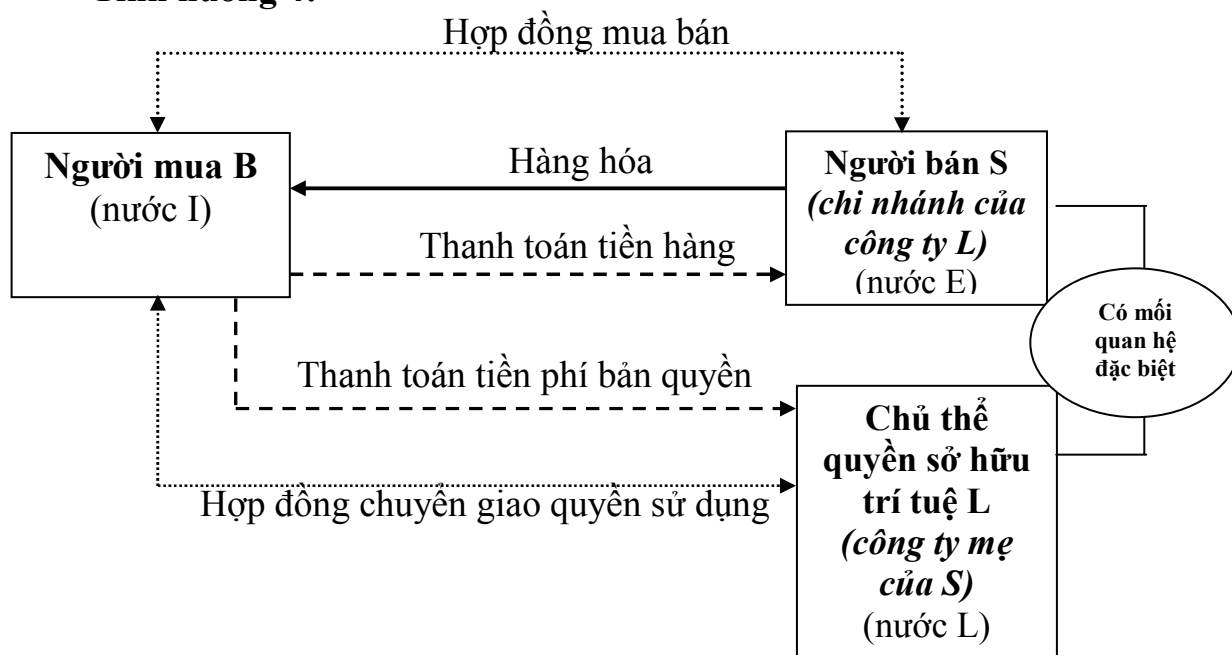 Hợp đồng mua bán
Người mua B
(nước I)
Hàng hóa
Thanh toán tiền hàng
Người bán S
(chi nhánh của
công ty L)
(nước E)
Có mối
quan hệ
đặc biệt
Thanh toán tiền phí bản quyền
Hợp đồng chuyển giao quyền sử dụng
Chủ thể
quyền sở hữu
trí tuệ L
(công ty mẹ
của S)
(nước L)